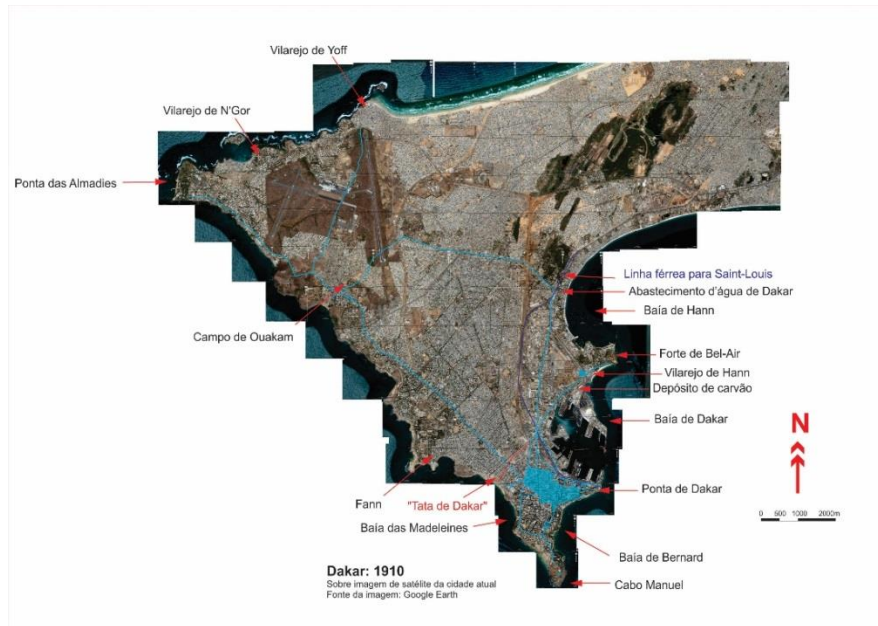 Vilarejo de Yoff
Vilarejo de N'Gor
Ponta das Almadies
Linha férrea para Saint-Louis
Abastecimento d'água de Dakar
Baía de Hann
Campo de Ouakam
Forte de Bel-Air
Vilarejo de Hann
Depósito de carvão
Baía de Dakar
N
Ponta de Dakar
Fann
"Tata de Dakar"
0 500 1000 2000m
Baía das Madeleines
Baía de Bernard
Dakar: 1910
Sobre imagem de satélite da cidade atual
Fonte da imagem: Google Earth
Cabo Manuel